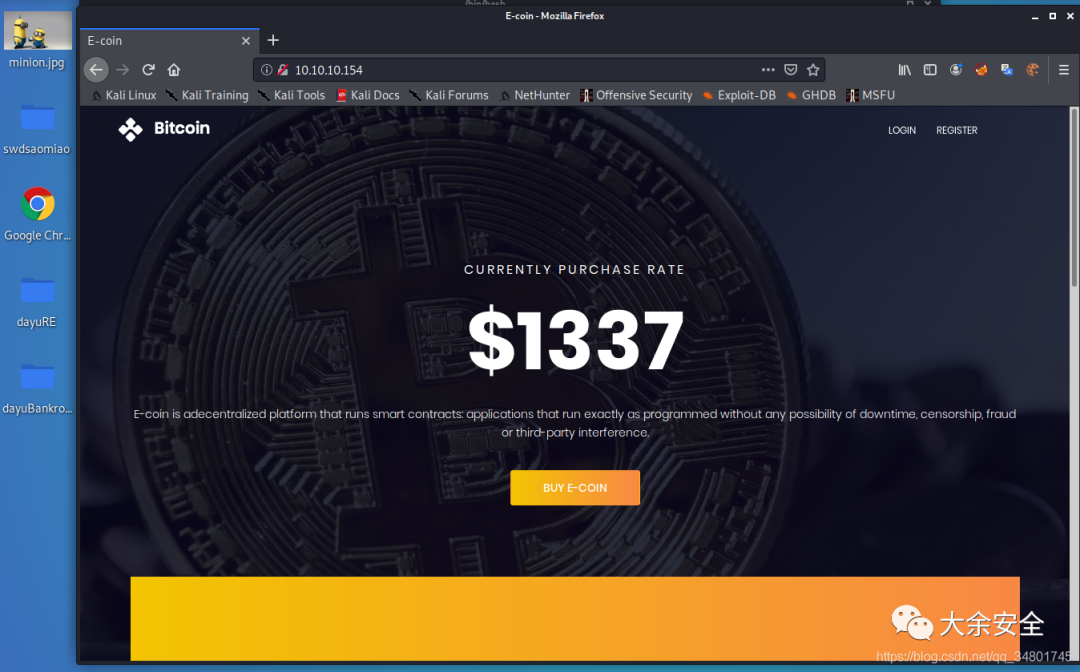 /bin/bash
E-coin - Mozilla Firefox
minion.jpg
swdsaomiao
Google Chr...
dayuRE
dayuBankro...
E-coin
10.10.10.154
Kali Linux Kali Training Kali Tools Kali Docs Kali Forums NetHunter Offensive Security Exploit-DB GHDB MSFU
Bitcoin
LOGIN REGISTER
CURRENTLY PURCHASE RATE
$1337
E-coin is adecentralized platform that runs smart contracts: applications that run exactly as programmed without any possibility of downtime, censorship, fraud
or third-party interference.
BUY E-COIN
大余安全
https://blog.csdn.net/qq_34801745